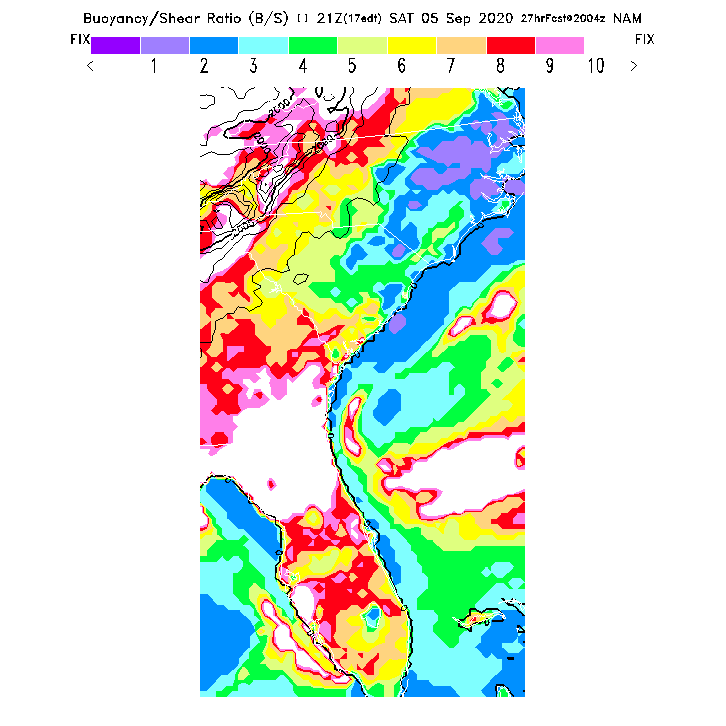 Buoyancy/Shear Ratio (B/S) [] 21Z(17edt) SAT 05 Sep 2020 27hrFcst@2004z NAM
FIX FIX
< 1 2 3 4 5 6 7 8 9 10 >